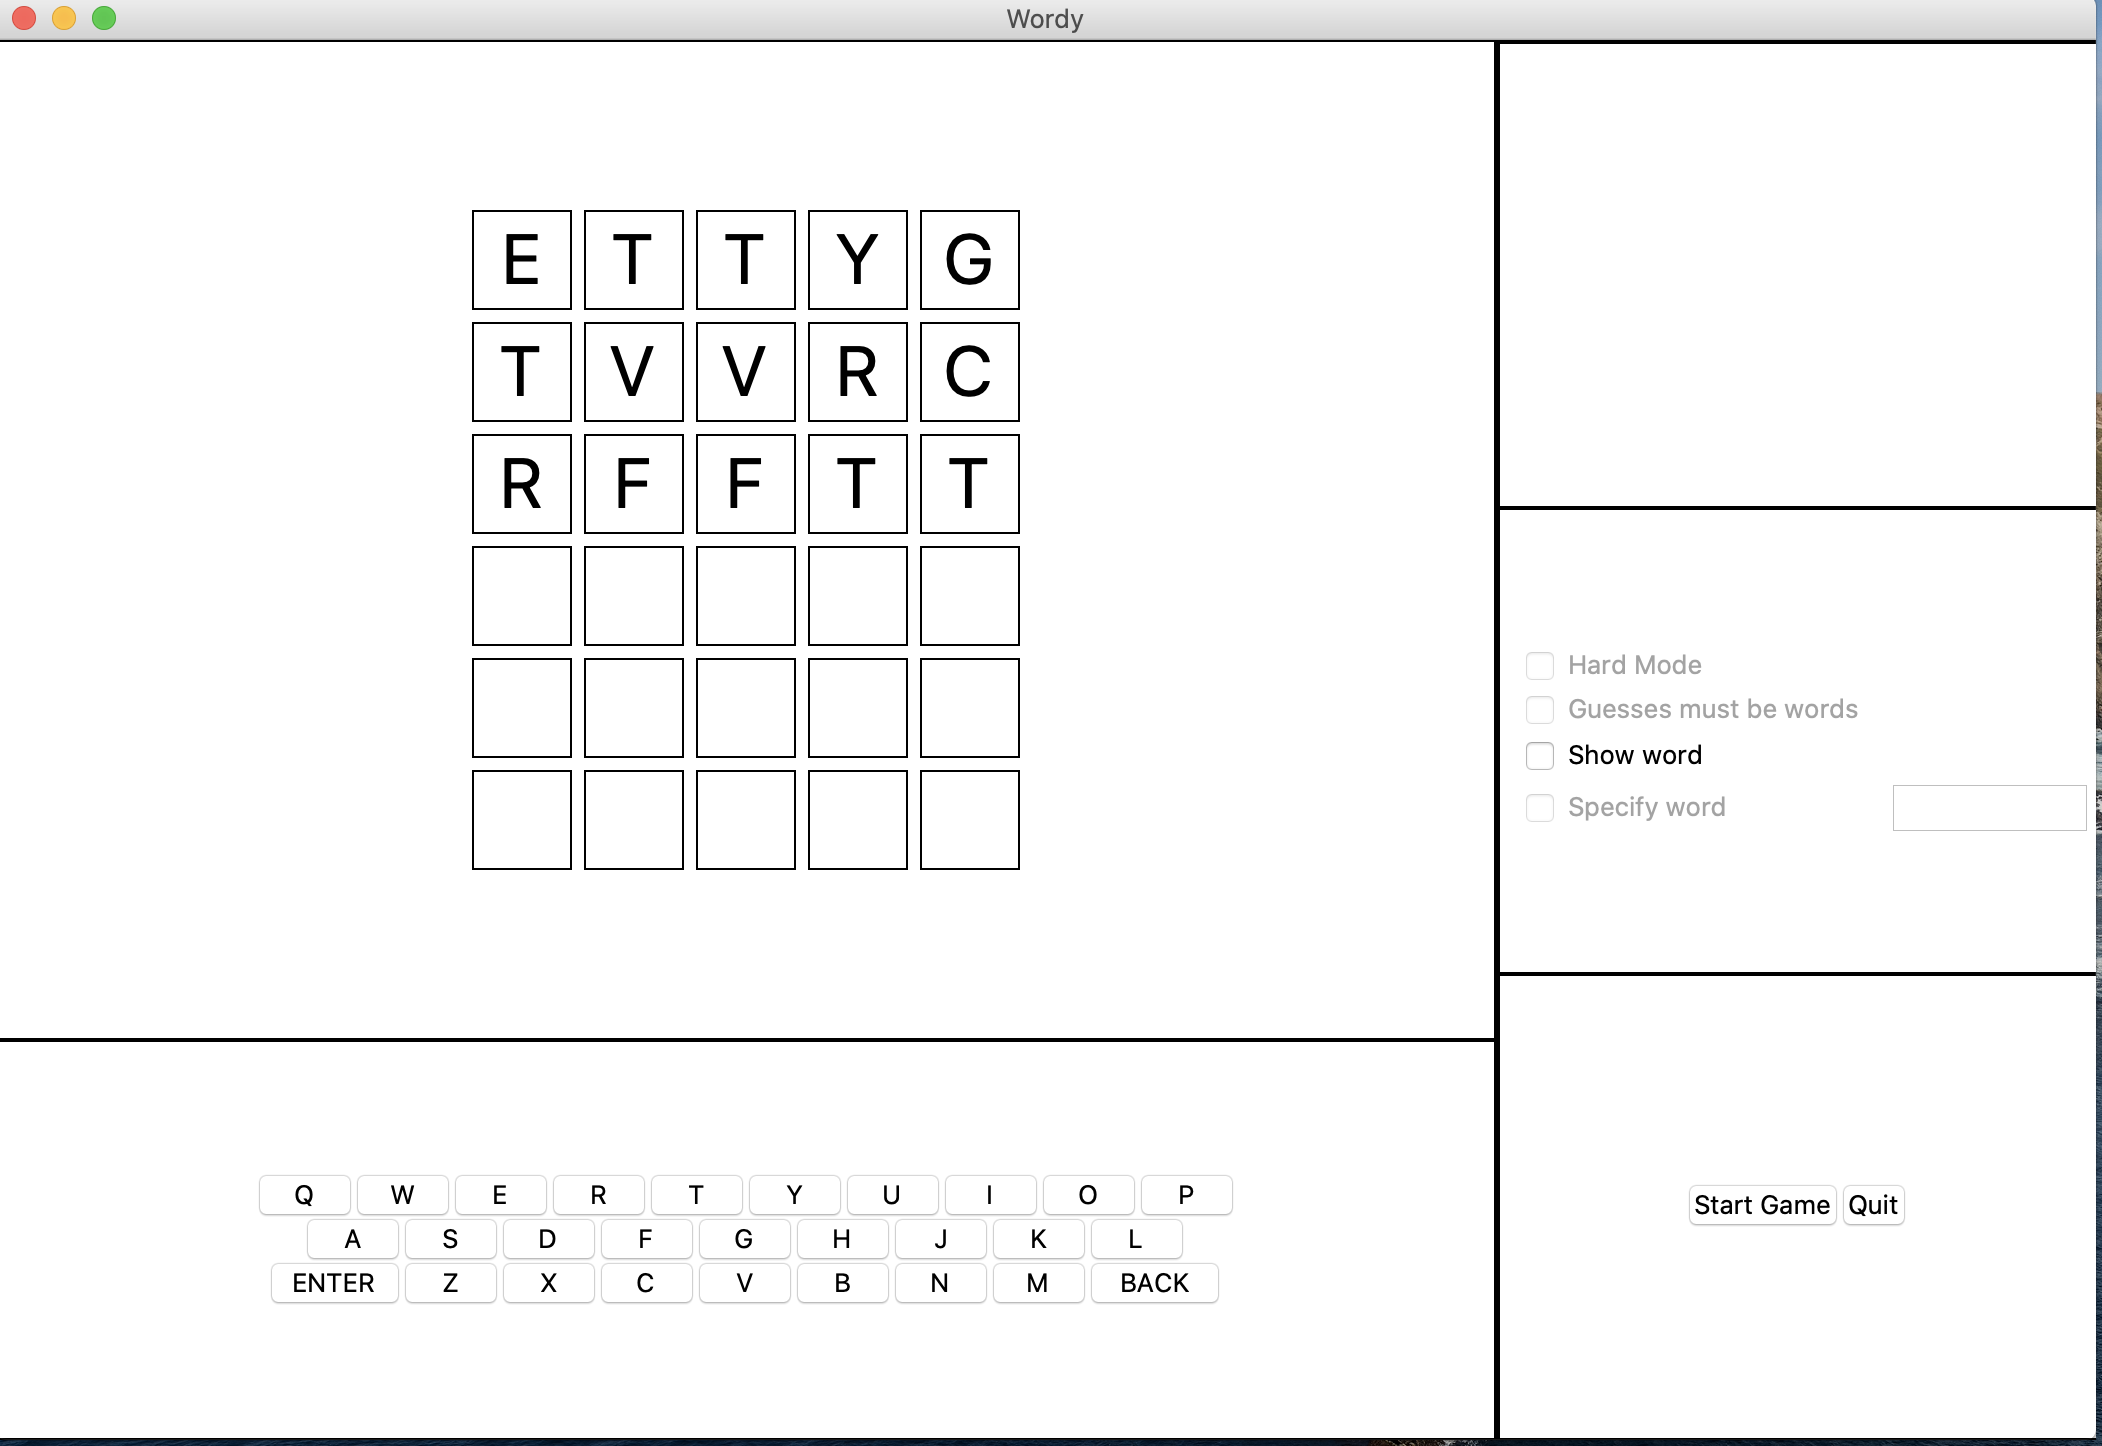 Wordy
E T T Y G
T V V R C
R F F T T
Hard Mode
Guesses must be words
Show word
Specify word
Q W E R T Y U I O P
A S D F G H J K L
ENTER Z X C V B N M BACK
Start Game Quit